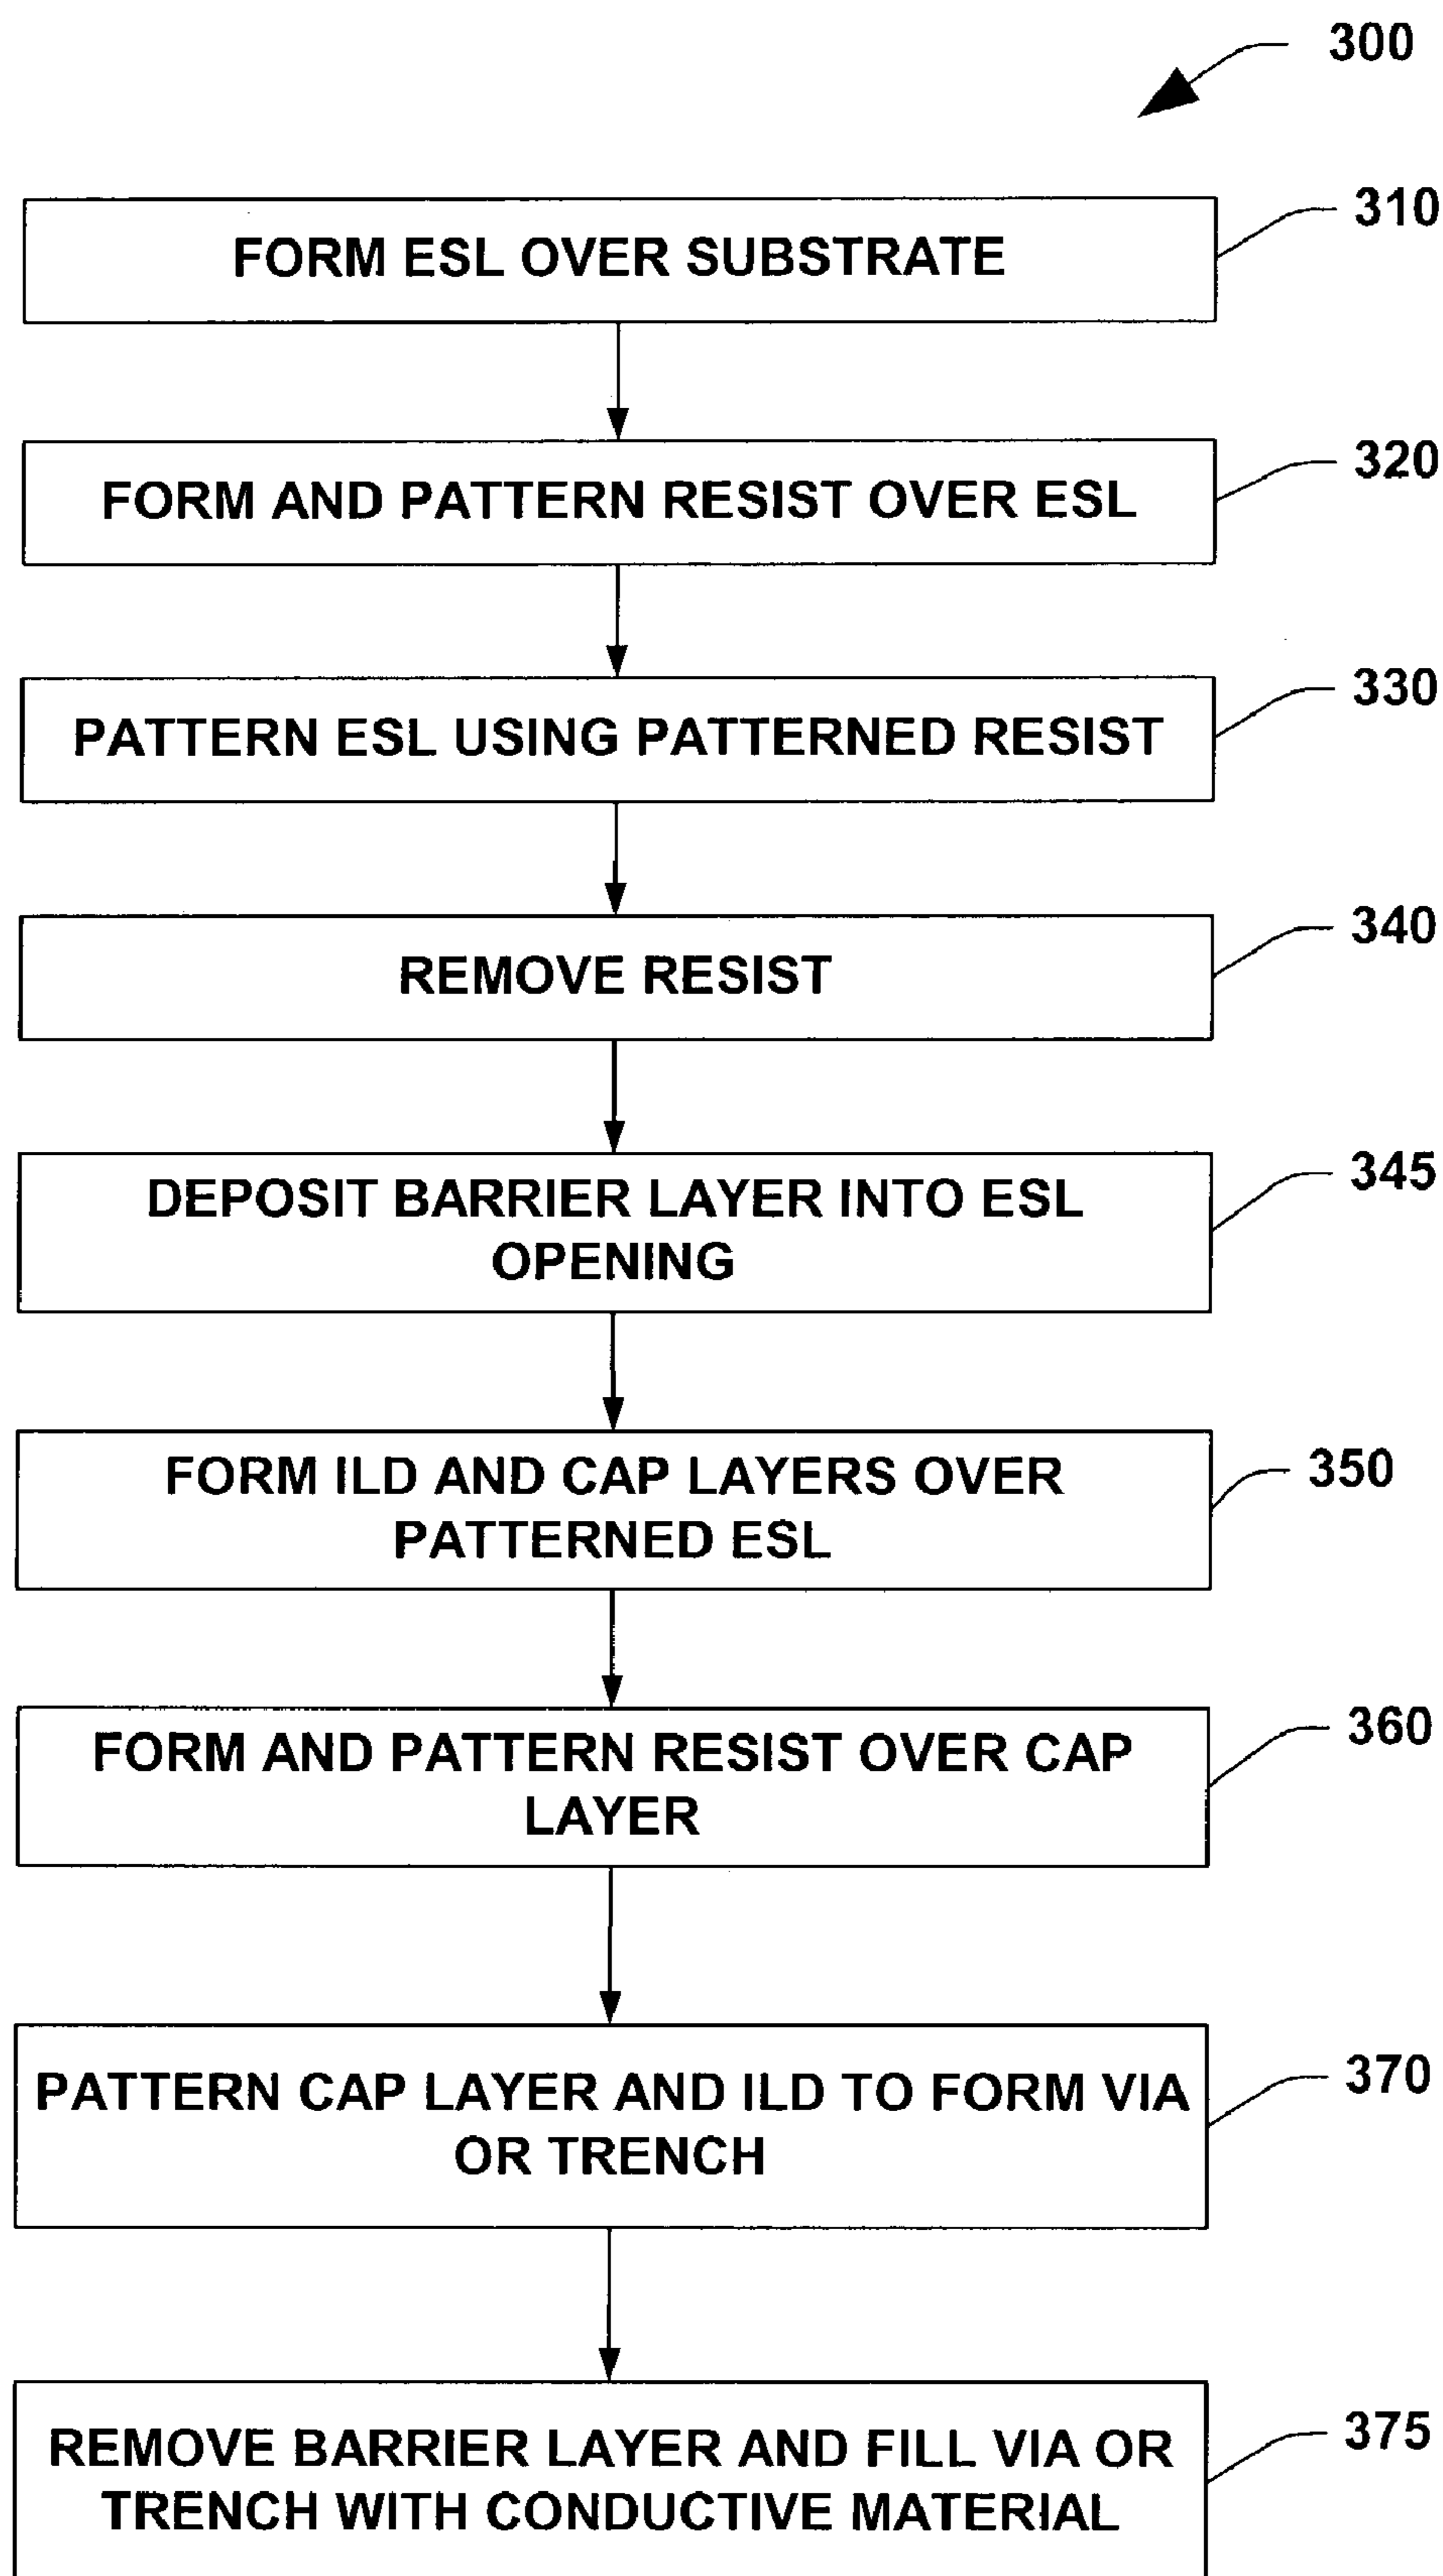 300
FORM ESL OVER SUBSTRATE
310
FORM AND PATTERN RESIST OVER ESL
320
PATTERN ESL USING PATTERNED RESIST
330
REMOVE RESIST
340
DEPOSIT BARRIER LAYER INTO ESL
OPENING
345
FORM ILD AND CAP LAYERS OVER
PATTERNED ESL
350
FORM AND PATTERN RESIST OVER CAP
LAYER
360
PATTERN CAP LAYER AND ILD TO FORM VIA
OR TRENCH
370
REMOVE BARRIER LAYER AND FILL VIA OR
TRENCH WITH CONDUCTIVE MATERIAL
375